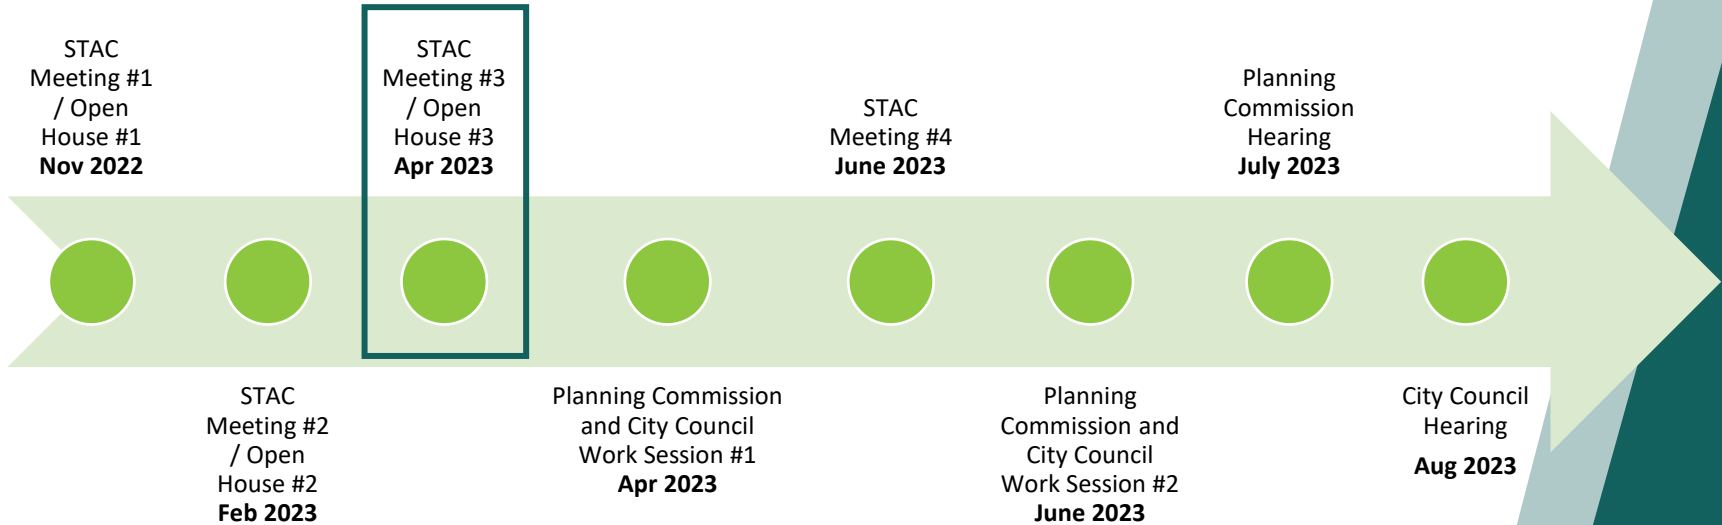 STAC
Meeting #1
/ Open
House #1
Nov 2022
STAC
Meeting #2
/ Open
House #2
Feb 2023
STAC
Meeting #3
/ Open
House #3
Apr 2023
Planning Commission
and City Council
Work Session #1
Apr 2023
STAC
Meeting #4
June 2023
Planning
Commission and
City Council
Work Session #2
June 2023
Planning
Commission
Hearing
July 2023
City Council
Hearing
Aug 2023